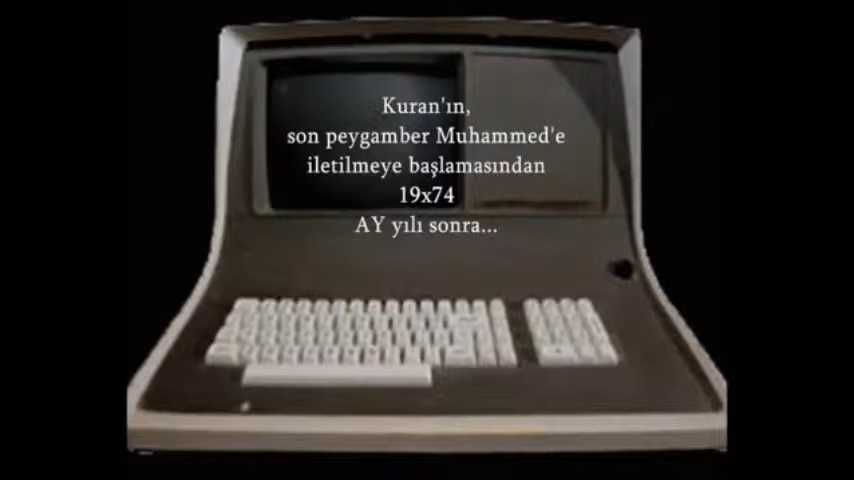 Kuran'ın,
son peygamber Muhammed'e
iletilmeye başlamasından
19x74
AY yılı sonra...